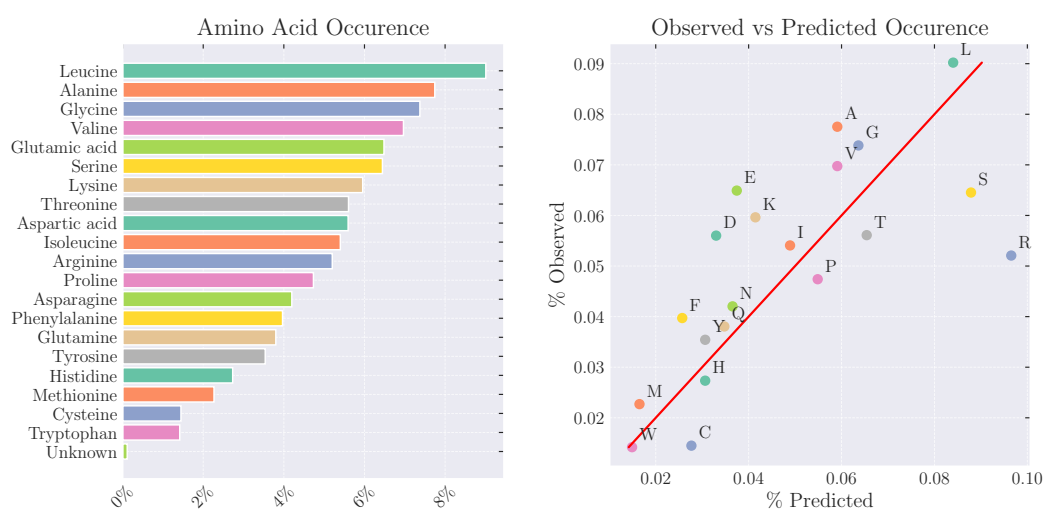 Amino Acid Occurence
Leucine
Alanine
Glycine
Valine
Glutamic acid
Serine
Lysine
Threonine
Aspartic acid
Isoleucine
Arginine
Proline
Asparagine
Phenylalanine
Glutamine
Tyrosine
Histidine
Methionine
Cysteine
Tryptophan
Unknown
0% 2% 4% 6% 8%
Observed vs Predicted Occurence
% Observed
0.09
0.08
0.07
0.06
0.05
0.04
0.03
0.02
L
A
G
V
E
S
K
D
T
I
R
P
N
F
Q
Y
H
M
W
C
0.02 0.04 0.06 0.08 0.10
% Predicted